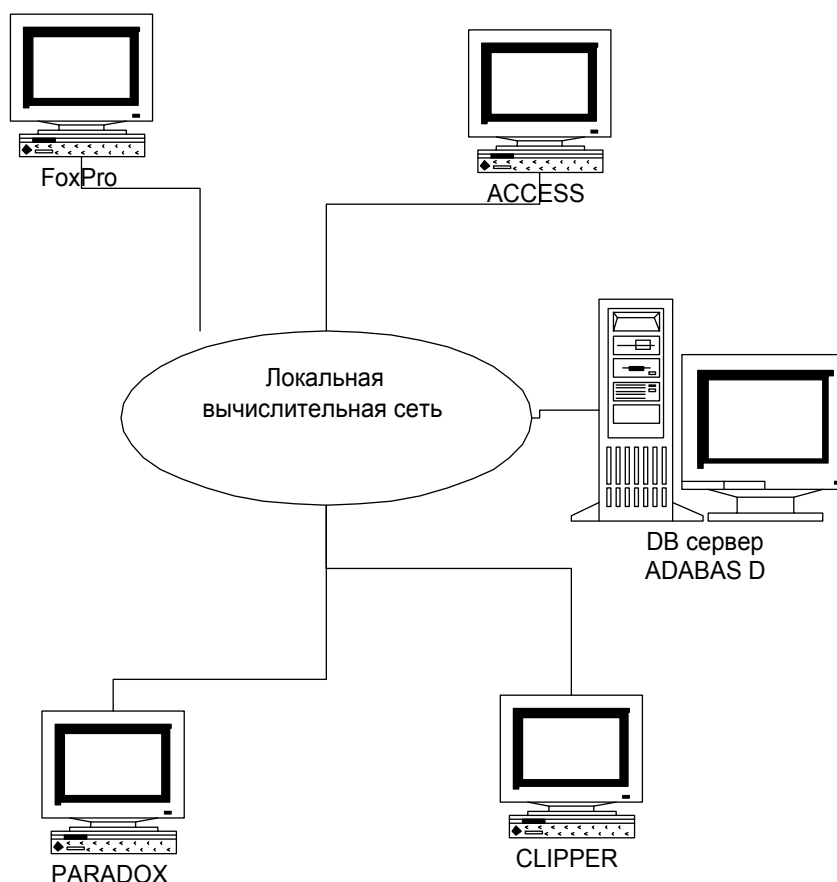 FoxPro
ACCESS
Локальная
вычислительная сеть
DB сервер
ADABAS D
PARADOX
CLIPPER